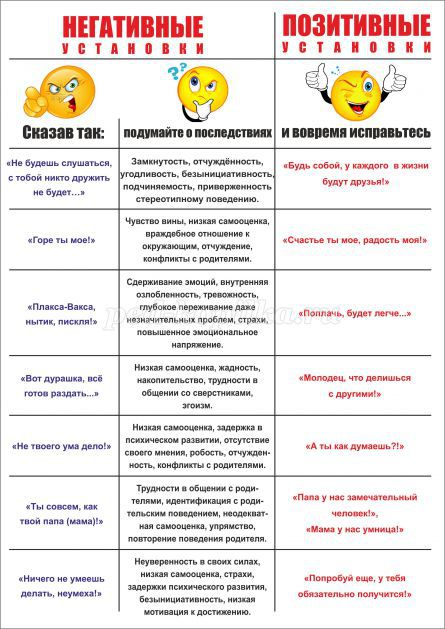 НЕГАТИВНЫЕ
УСТАНОВКИ
ПОЗИТИВНЫЕ
УСТАНОВКИ
Сказав так:
подумайте о последствиях
и вовремя исправьтесь
«Не будешь слушаться,
с тобой никто дружить
не будет…»
Замкнутость, отчуждённость,
угодливость, безынициативность,
подчиняемость, приверженность
стереотипному поведению.
«Будь собой, у каждого в жизни
будут друзья!»
«Горе ты мое!»
Чувство вины, низкая самооценка,
враждебное отношение к
окружающим, отчуждение,
конфликты с родителями.
«Счастье ты мое, радость моя!»
«Плакса-Вакса,
нытик, пискля!»
Сдерживание эмоций, внутренняя
озлобленность, тревожность,
глубокое переживание даже
незначительных проблем, страхи,
повышенное эмоциональное
напряжение.
«Поплачь, будет легче...»
«Вот дурашка, всё
готов раздать...»
Низкая самооценка, жадность,
накопительство, трудности в
общении со сверстниками,
эгоизм.
«Молодец, что делишься
с другими!»
«Не твоего ума дело!»
Низкая самооценка, задержка в
психическом развитии, отсутствие
своего мнения, робость, отчужден-
ность, конфликты с родителями.
«А ты как думаешь?!»
«Ты совсем, как
твой папа (мама)!»
Трудности в общении с роди-
телями, идентификация с роди-
тельским поведением, неодекват-
ная самооценка, упрямство,
повторение поведения родителя.
«Папа у нас замечательный
человек!»,
«Мама у нас умница!»
«Ничего не умеешь
делать, неумеха!»
Неуверенность в своих силах,
низкая самооценка, страхи,
задержки психического развития,
безынициативность, низкая
мотивация к достижению.
«Попробуй еще, у тебя
обязательно получится!»